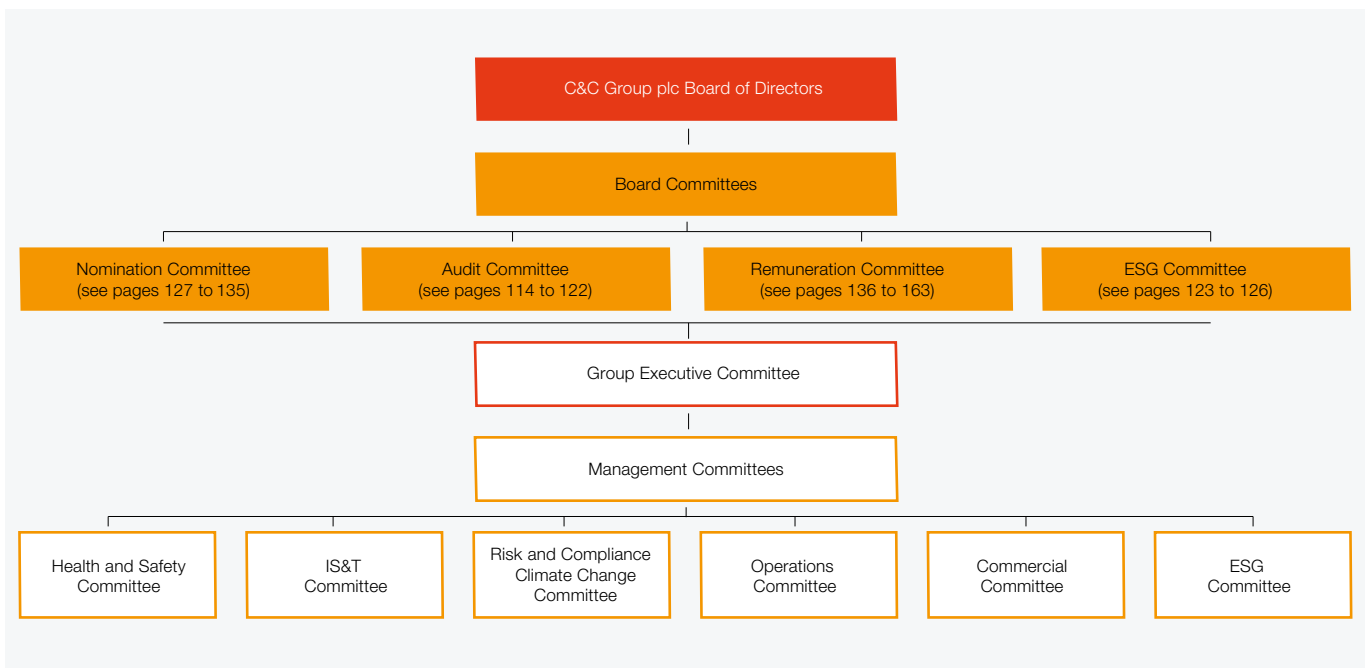 C&C Group plc Board of Directors
Board Committees
Nomination Committee
(see pages 127 to 135)
Audit Committee
(see pages 114 to 122)
Remuneration Committee
(see pages 136 to 163)
ESG Committee
(see pages 123 to 126)
Group Executive Committee
Management Committees
Health and Safety
Committee
IS&T
Committee
Risk and Compliance
Climate Change
Committee
Operations
Committee
Commercial
Committee
ESG
Committee